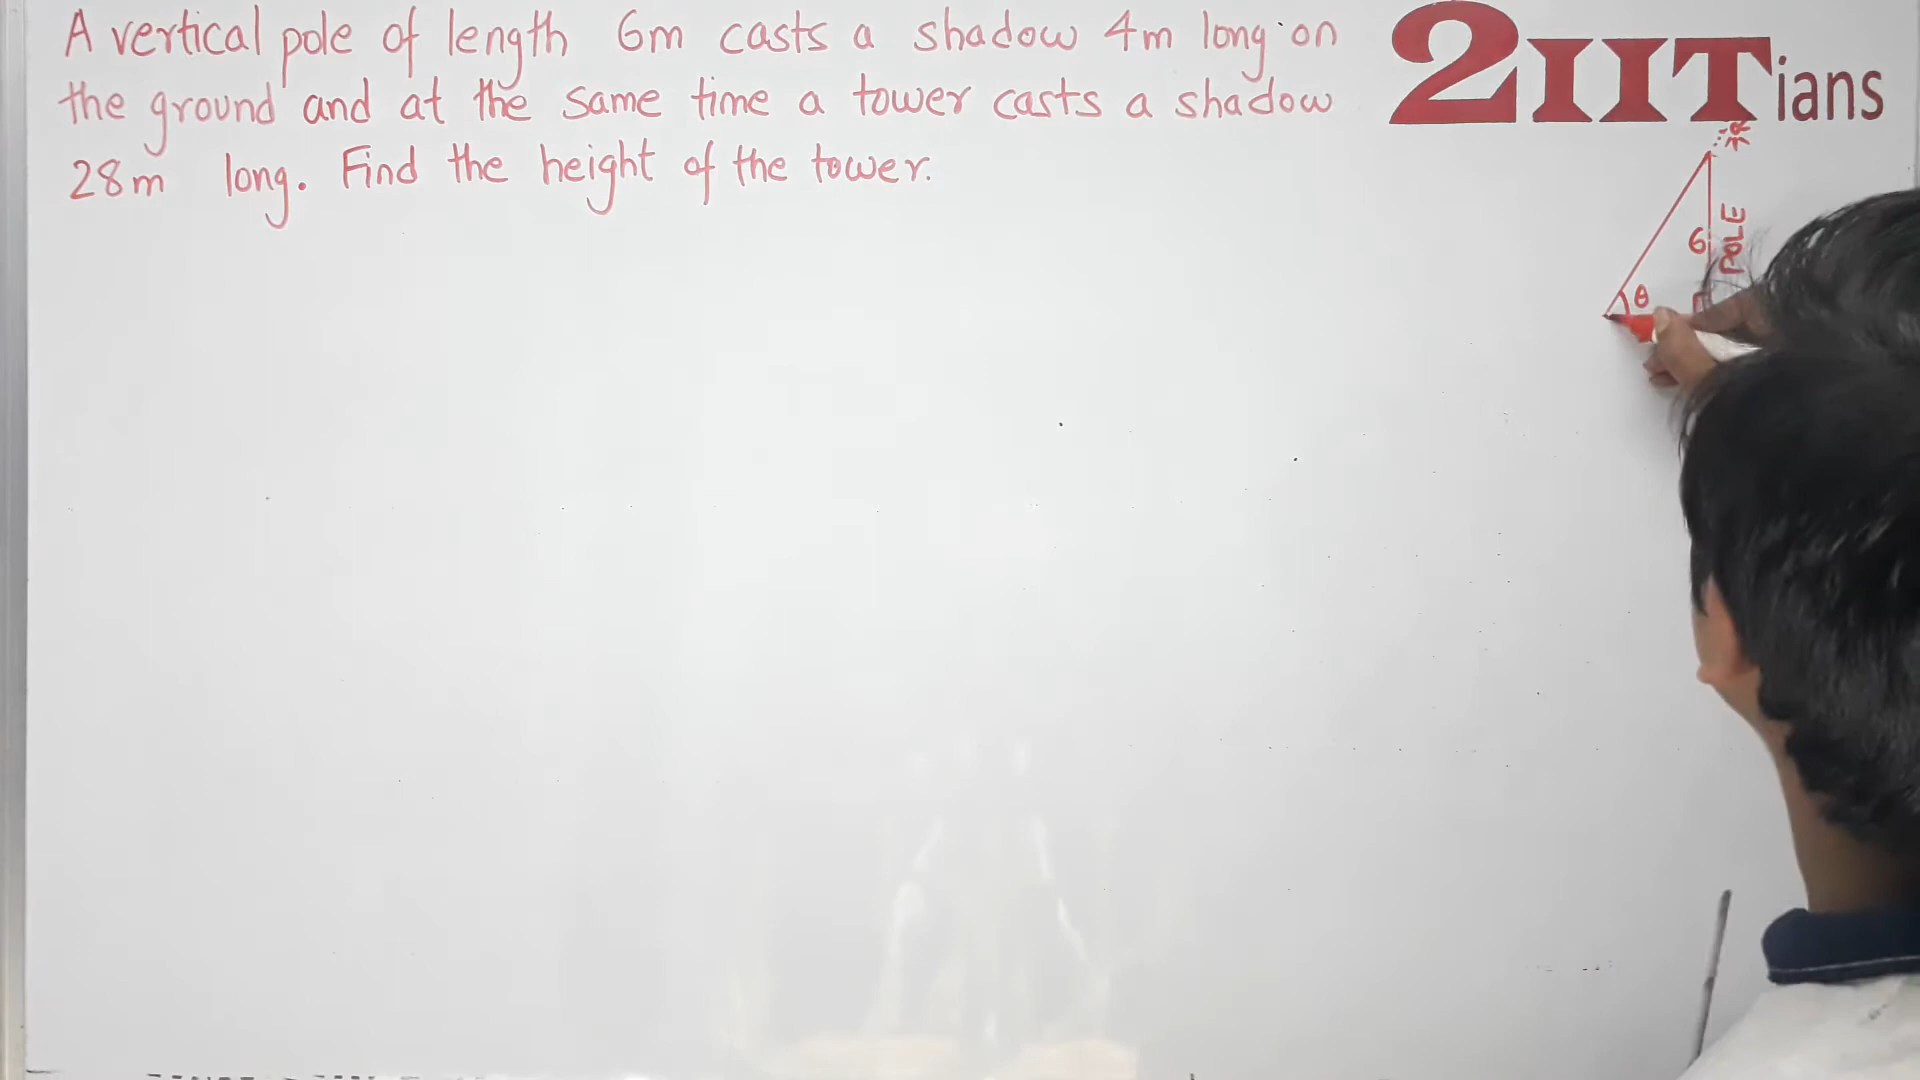 A vertical pole of length 6m casts a shadow 4m long on
the ground and at the same time a tower casts a shadow
28m long. Find the height of the tower.
2IITians
6
POLE
θ